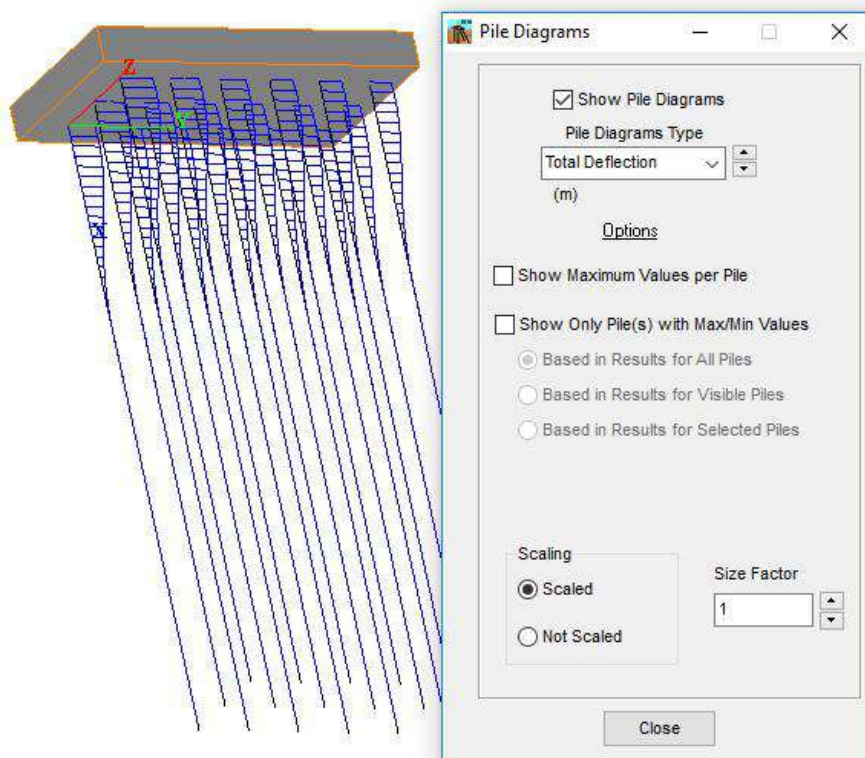 Z
Y
X
Pile Diagrams
Show Pile Diagrams
Pile Diagrams Type
Total Deflection
(m)
Options
Show Maximum Values per Pile
Show Only Pile(s) with Max/Min Values
Based in Results for All Piles
Based in Results for Visible Piles
Based in Results for Selected Piles
Scaling
Scaled
Not Scaled
Size Factor
1
Close